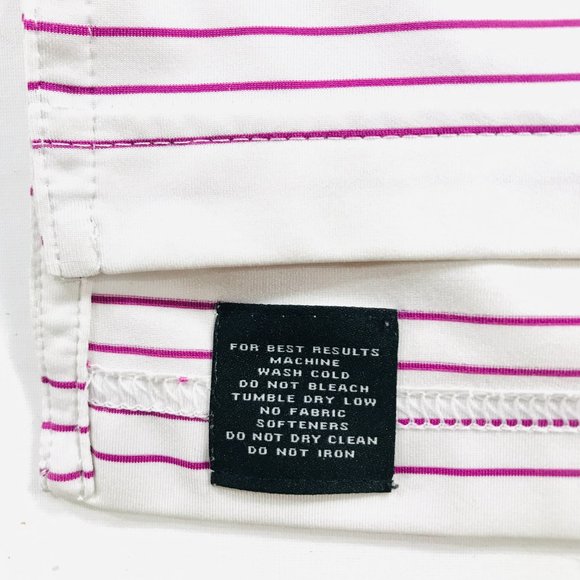 FOR BEST RESULTS
MACHINE
WASH COLD
DO NOT BLEACH
TUMBLE DRY LOW
NO FABRIC
SOFTENERS
DO NOT DRY CLEAN
DO NOT IRON